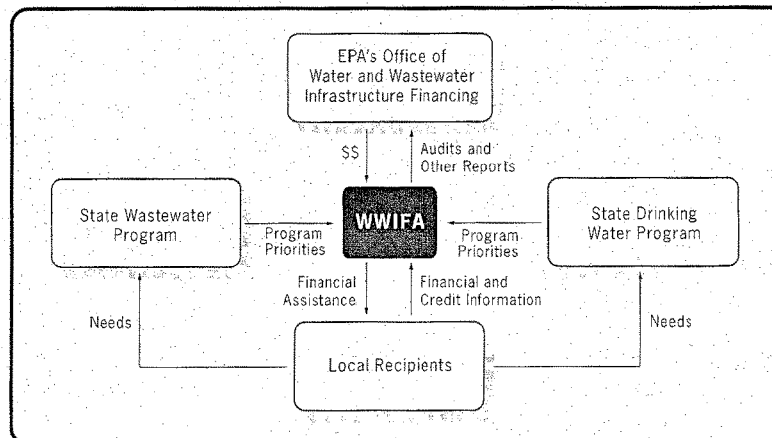 EPA's Office of
Water and Wastewater
Infrastructure Financing
$$
Audits and
Other Reports
State Wastewater
Program
Program
Priorities
WWIFA
Program
Priorities
State Drinking
Water Program
Financial
Assistance
Financial and
Credit Information
Needs
Needs
Local Recipients